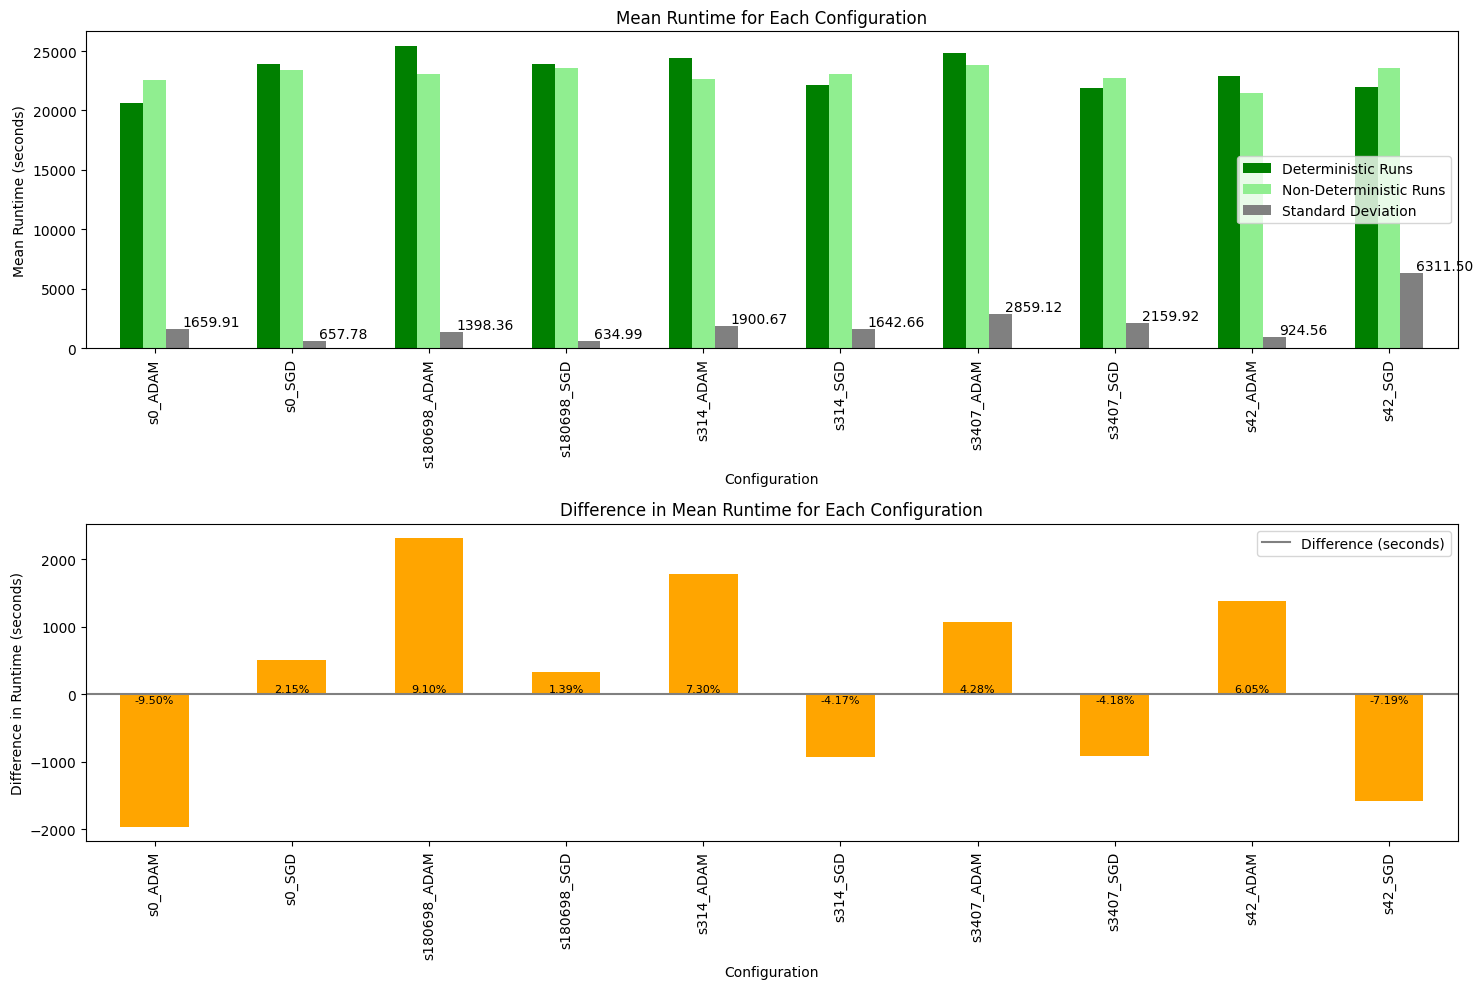 Mean Runtime for Each Configuration
Mean Runtime (seconds)
25000
20000
15000
10000
5000
0
Deterministic Runs
Non-Deterministic Runs
Standard Deviation
1659.91
657.78
1398.36
634.99
1900.67
1642.66
2859.12
2159.92
924.56
6311.50
s0_ADAM
s0_SGD
s180698_ADAM
s180698_SGD
s314_ADAM
s314_SGD
s3407_ADAM
s3407_SGD
s42_ADAM
s42_SGD
Configuration
Difference in Mean Runtime for Each Configuration
Difference in Runtime (seconds)
2000
1000
0
−1000
−2000
Difference (seconds)
-9.50%
2.15%
9.10%
1.39%
7.30%
-4.17%
4.28%
-4.18%
6.05%
-7.19%
s0_ADAM
s0_SGD
s180698_ADAM
s180698_SGD
s314_ADAM
s314_SGD
s3407_ADAM
s3407_SGD
s42_ADAM
s42_SGD
Configuration